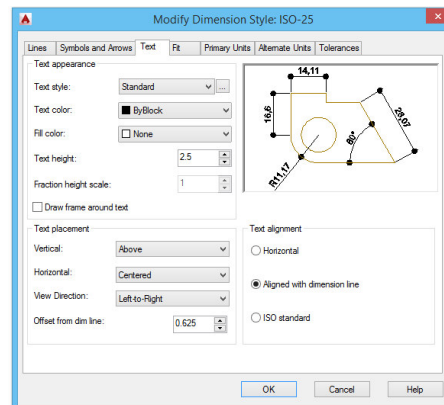 Modify Dimension Style: ISO-25
Lines Symbols and Arrows Text Fit Primary Units Alternate Units Tolerances
Text appearance
Text style: Standard ...
Text color: ByBlock
Fill color: None
Text height: 2.5
Fraction height scale: 1
Draw frame around text
14,11
16,6
28,07
60°
R11,17
Text placement
Vertical: Above
Horizontal: Centered
View Direction: Left-to-Right
Offset from dim line: 0.625
Text alignment
Horizontal
Aligned with dimension line
ISO standard
OK Cancel Help